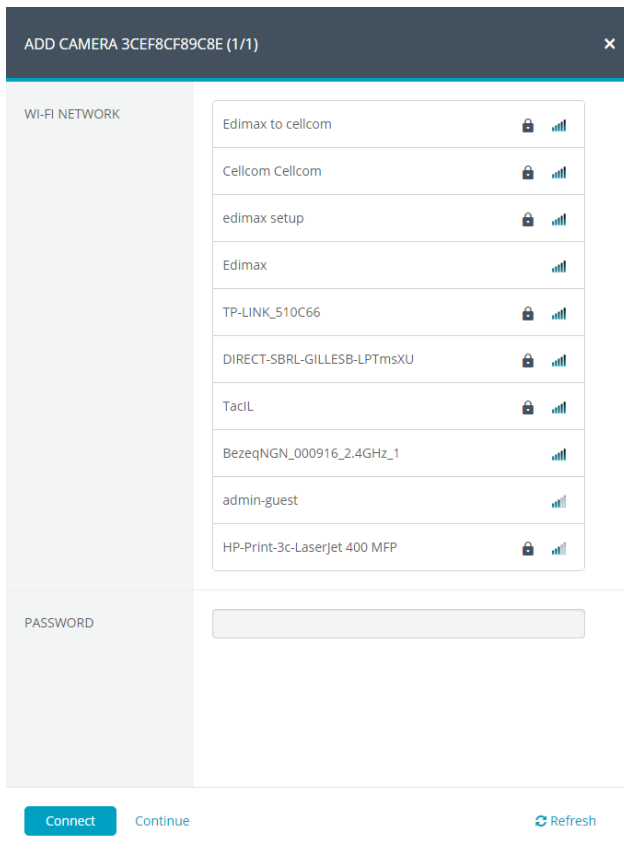 ADD CAMERA 3CEF8CF89C8E (1/1)
WI-FI NETWORK
Edimax to cellcom
Cellcom Cellcom
edimax setup
Edimax
TP-LINK_510C66
DIRECT-SBRL-GILLESB-LPTmsXU
TacIL
BezeqNGN_000916_2.4GHz_1
admin-guest
HP-Print-3c-LaserJet 400 MFP
PASSWORD
Connect Continue Refresh